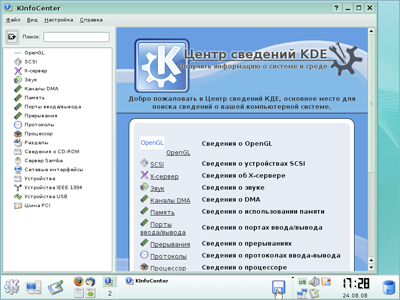 KInfoCenter
Файл Вид Настройка Справка
Поиск:
OpenGL
SCSI
X-сервер
Звук
Каналы DMA
Память
Порты ввода/вывода
Прерывания
Протоколы
Процессор
Разделы
Сведения о CD-ROM
Сервер Samba
Сетевые интерфейсы
Устройства
Устройства IEEE 1394
Устройства USB
Шина PCI
Центр сведений KDE
Получить информацию о системе и среде
Добро пожаловать в Центр сведений КДЕ, основное место для
поиска сведений о вашей компьютерной системе.
OpenGL OpenGL Сведения о OpenGL
SCSI Сведения о устройствах SCSI
X-сервер Сведения об X-сервере
Звук Сведения о звуке
Каналы DMA Сведения о DMA
Память Сведения о использовании памяти
Порты
ввода/вывода Сведения о портах ввода/вывода
Прерывания Сведения о прерываниях
Протоколы Сведения о протоколах ввода/вывода
Процессор Сведения о процессоре
2
KInfoCenter
US
17:28
24.08.08